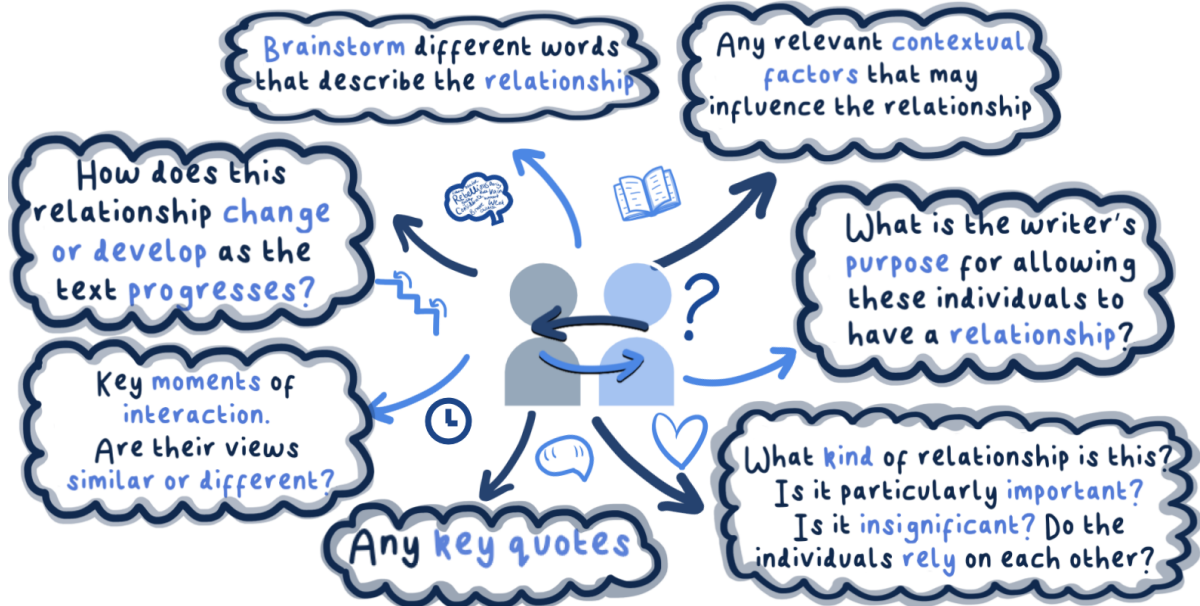 Brainstorm different words
that describe the relationship
Any relevant contextual
factors that may
influence the relationship
How does this
relationship change
or develop as the
text progresses?
What is the writer's
purpose for allowing
these individuals to
have a relationship?
?
Key moments of
interaction.
Are their views
similar or different?
What kind of relationship is this?
Is it particularly important?
Is it insignificant? Do the
individuals rely on each other?
Any key quotes